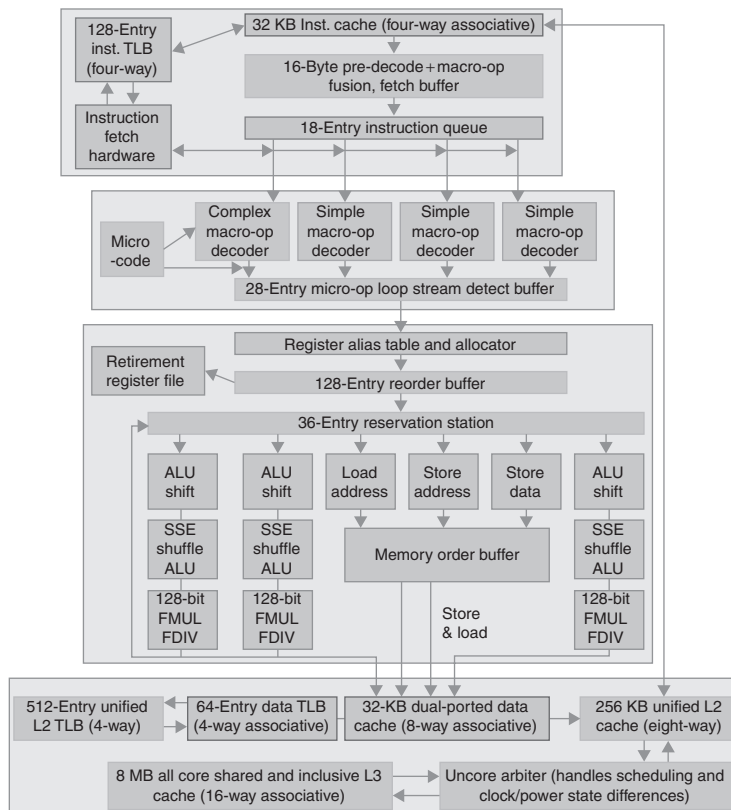 128-Entry
inst. TLB
(four-way)
32 KB Inst. cache (four-way associative)
16-Byte pre-decode+macro-op
fusion, fetch buffer
Instruction
fetch
hardware
18-Entry instruction queue
Micro
-code
Complex
macro-op
decoder
Simple
macro-op
decoder
Simple
macro-op
decoder
Simple
macro-op
decoder
28-Entry micro-op loop stream detect buffer
Register alias table and allocator
Retirement
register file
128-Entry reorder buffer
36-Entry reservation station
ALU
shift
ALU
shift
Load
address
Store
address
Store
data
ALU
shift
SSE
shuffle
ALU
SSE
shuffle
ALU
Memory order buffer
SSE
shuffle
ALU
128-bit
FMUL
FDIV
128-bit
FMUL
FDIV
Store
& load
128-bit
FMUL
FDIV
512-Entry unified
L2 TLB (4-way)
64-Entry data TLB
(4-way associative)
32-KB dual-ported data
cache (8-way associative)
256 KB unified L2
cache (eight-way)
8 MB all core shared and inclusive L3
cache (16-way associative)
Uncore arbiter (handles scheduling and
clock/power state differences)